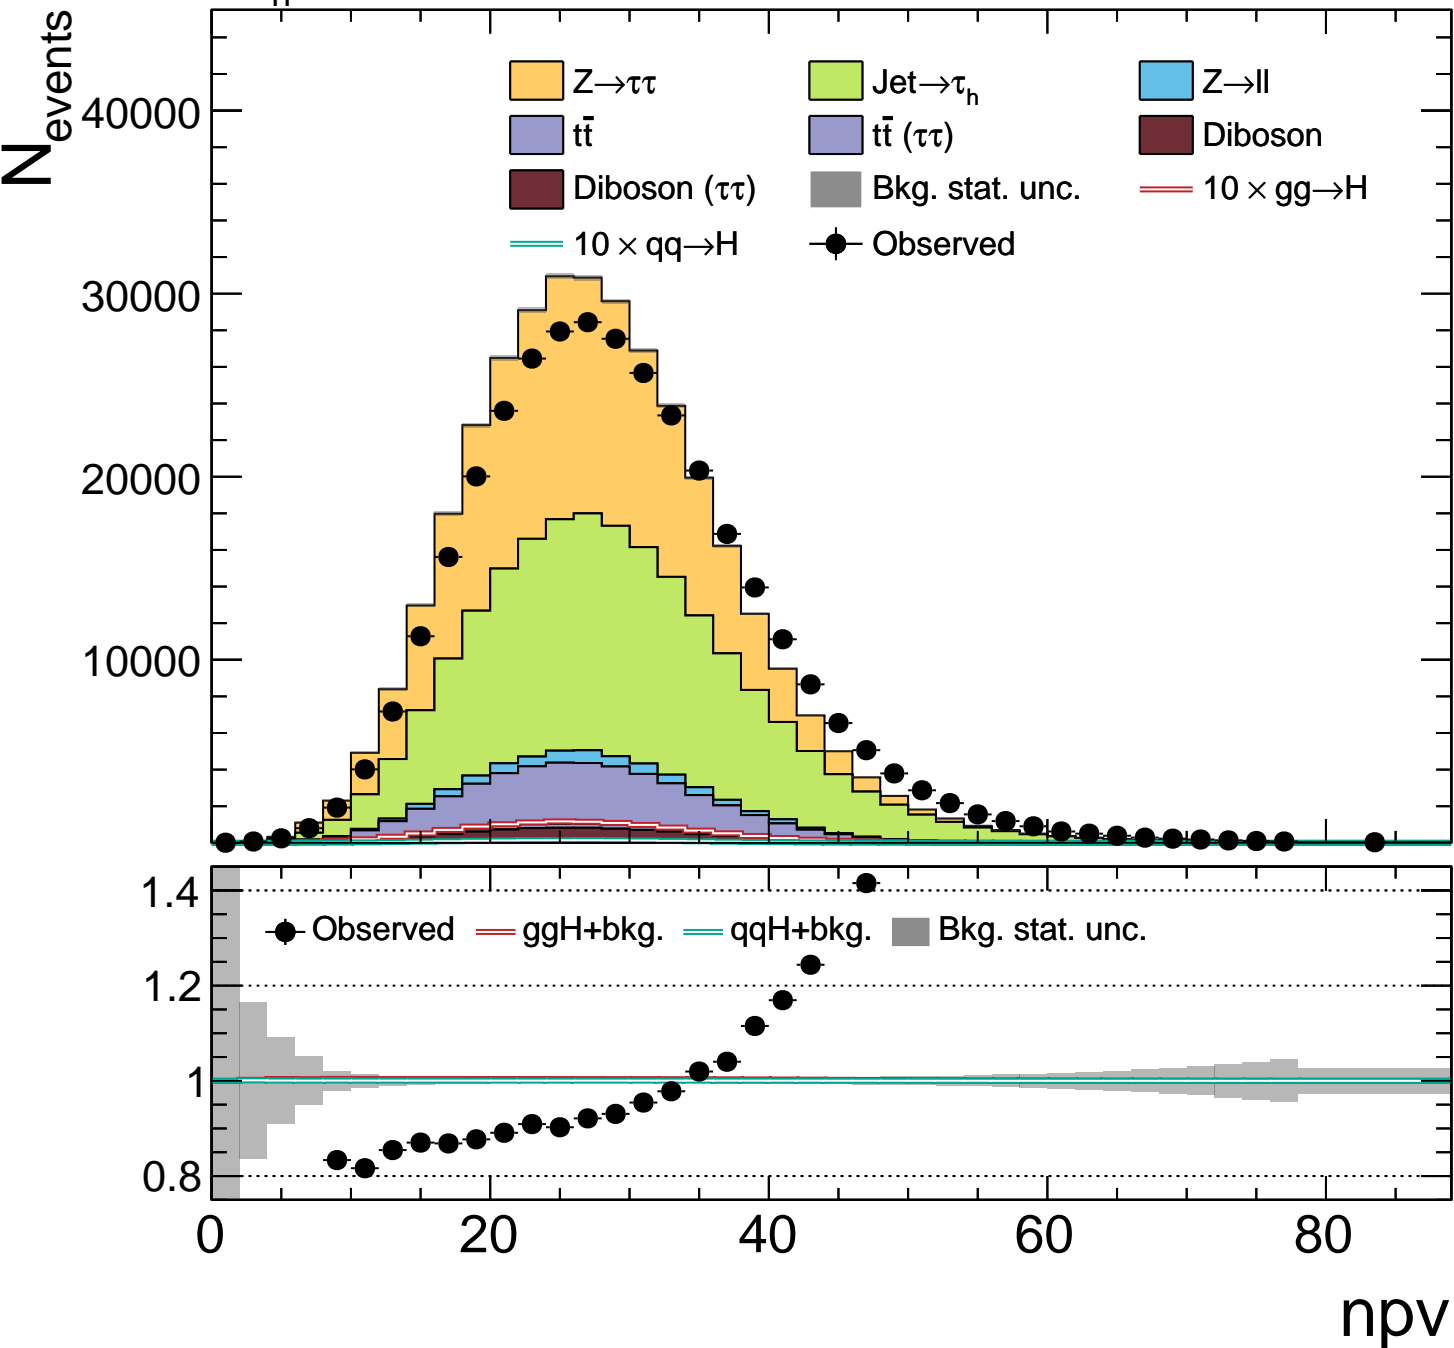 N events
40000
30000
20000
10000
Z→ττ Jet→τh Z→ll
tt̄ tt̄ (ττ) Diboson
Diboson (ττ) Bkg. stat. unc. 10 × gg→H
10 × qq→H Observed
1.4
1.2
1
0.8
Observed ggH+bkg. qqH+bkg. Bkg. stat. unc.
0 20 40 60 80
npv